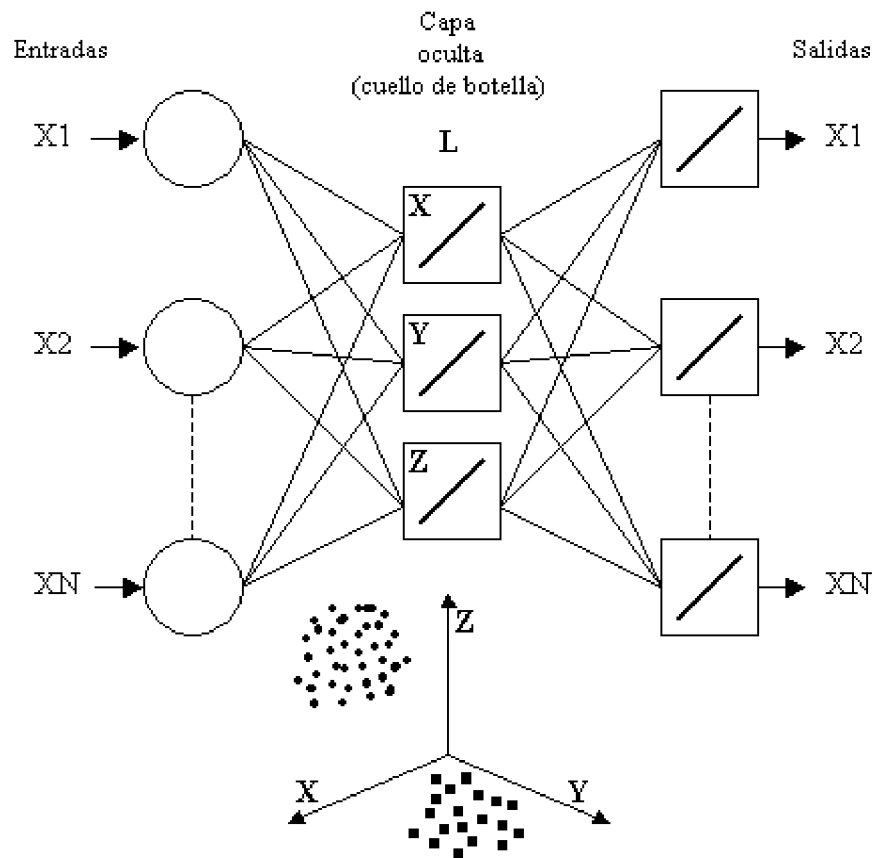 Entradas
Capa
oculta
(cuello de botella)
L
Salidas
X1
X
X1
X2
Y
X2
Z
XN
XN
Z
X
Y